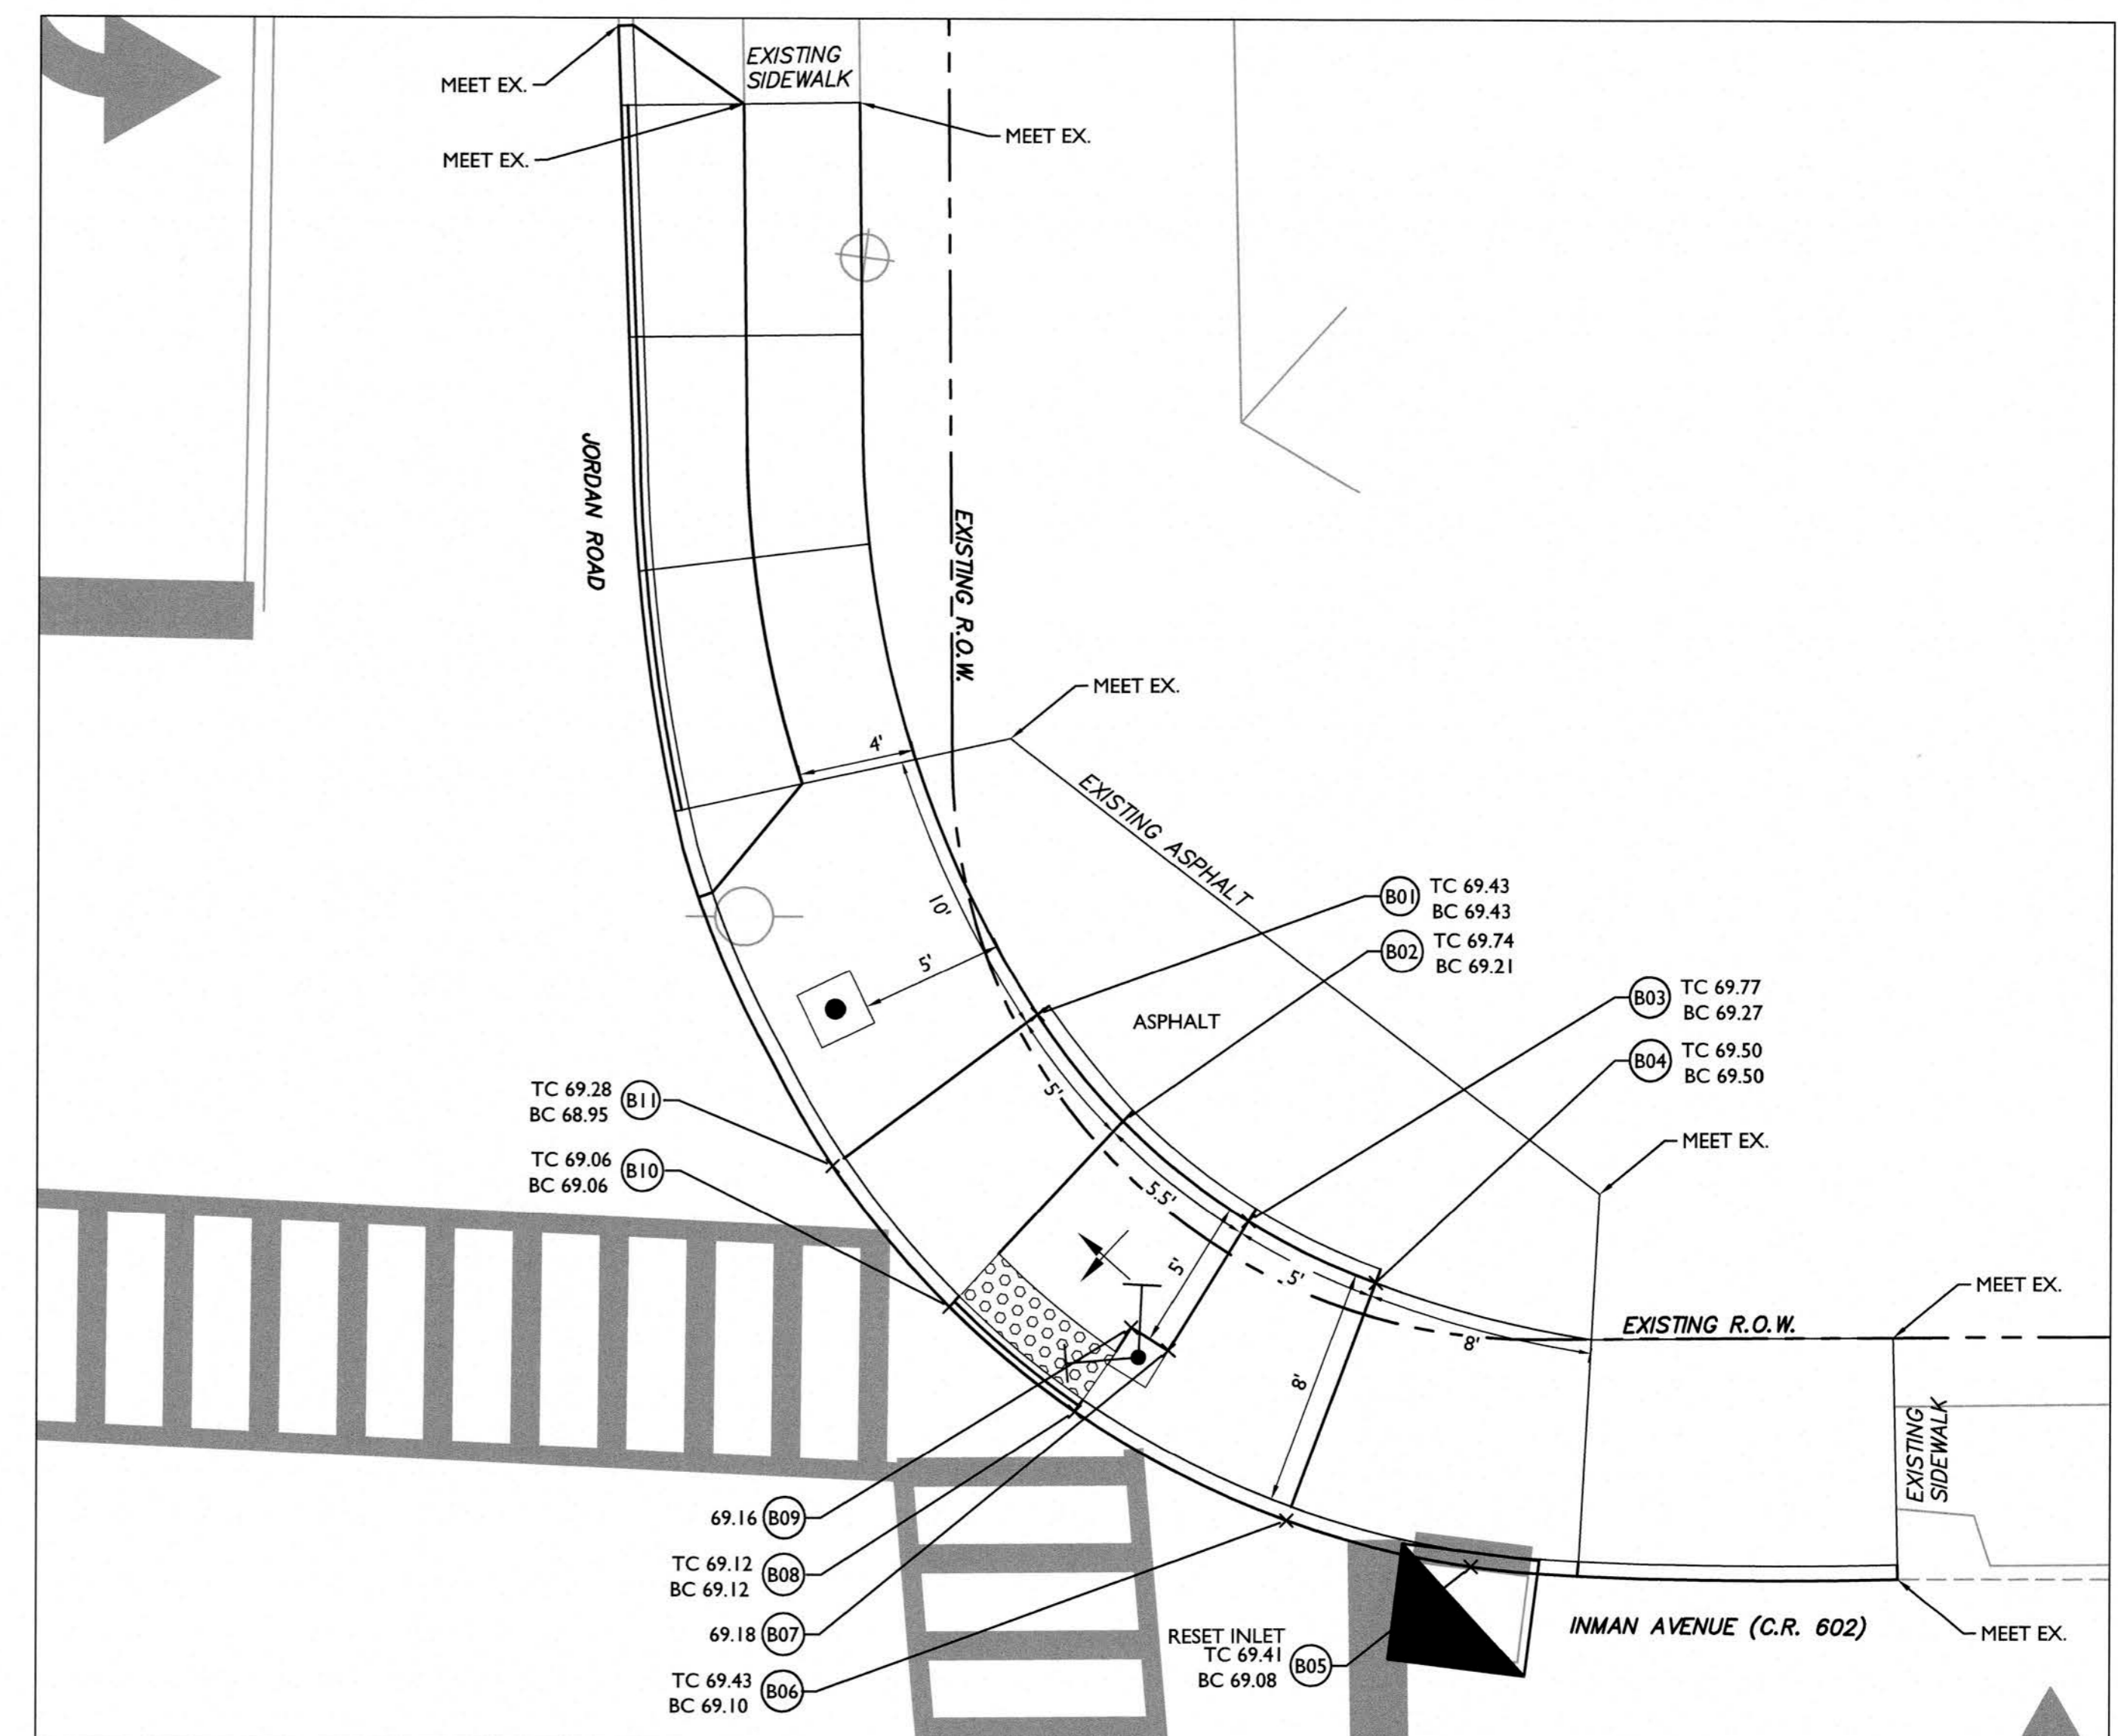 EXISTING
SIDEWALK
MEET EX.
MEET EX.
MEET EX.
JORDAN ROAD
EXISTING R.O.W.
MEET EX.
4'
EXISTING ASPHALT
10'
5'
B01 TC 69.43
BC 69.43
B02 TC 69.74
BC 69.21
ASPHALT
B03 TC 69.77
BC 69.27
B04 TC 69.50
BC 69.50
5'
TC 69.28
BC 68.95 B11
TC 69.06
BC 69.06 B10
MEET EX.
5.5'
5'
5'
8'
8'
MEET EX.
EXISTING R.O.W.
EXISTING
SIDEWALK
69.16 B09
TC 69.12
BC 69.12 B08
69.18 B07
TC 69.43
BC 69.10 B06
RESET INLET
TC 69.41
BC 69.08 B05
INMAN AVENUE (C.R. 602)
MEET EX.